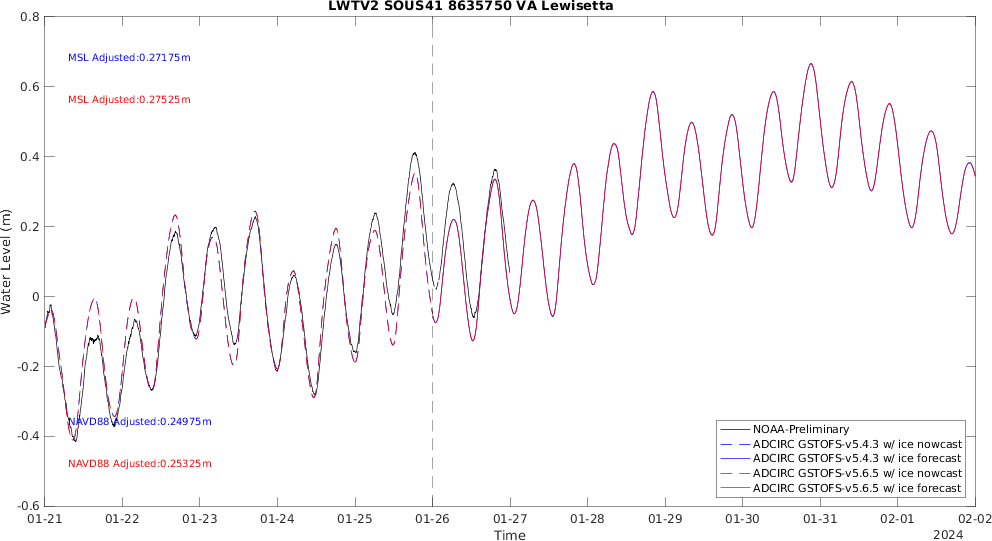 LWTV2 SOUS41 8635750 VA Lewisetta
0.8
0.6
0.4
0.2
0
-0.2
-0.4
-0.6
Water Level (m)
MSL Adjusted:0.27175m
MSL Adjusted:0.27525m
NAVD88 Adjusted:0.24975m
NAVD88 Adjusted:0.25325m
NOAA-Preliminary
ADCIRC GSTOFS-v5.4.3 w/ ice nowcast
ADCIRC GSTOFS-v5.4.3 w/ ice forecast
ADCIRC GSTOFS-v5.6.5 w/ ice nowcast
ADCIRC GSTOFS-v5.6.5 w/ ice forecast
01-21 01-22 01-23 01-24 01-25 01-26 01-27 01-28 01-29 01-30 01-31 02-01 02-02
Time
2024